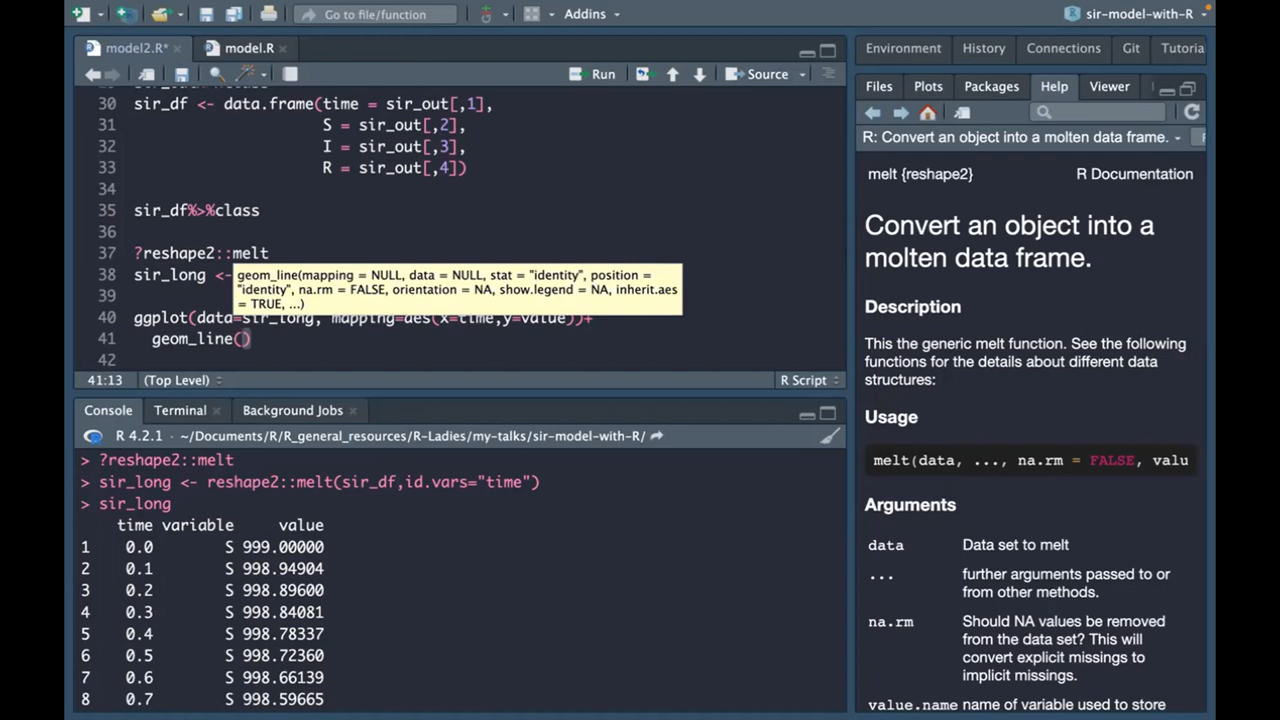 Go to file/function
Addins
sir-model-with-R
model2.R*
model.R
Run
Source
30 sir_df <- data.frame(time = sir_out[,1],
31 S = sir_out[,2],
32 I = sir_out[,3],
33 R = sir_out[,4])
34
35 sir_df%>%class
36
37 ?reshape2::melt
38 sir_long <-
geom_line(mapping = NULL, data = NULL, stat = "identity", position =
"identity", na.rm = FALSE, orientation = NA, show.legend = NA, inherit.aes
= TRUE, ...)
39
40 ggplot(data=sir_long, mapping=aes(x=time,y=value))+
41 geom_line()
42
41:13 (Top Level) R Script
Console Terminal Background Jobs
R 4.2.1 · ~/Documents/R/R_general_resources/R-Ladies/my-talks/sir-model-with-R/
> ?reshape2::melt
> sir_long <- reshape2::melt(sir_df,id.vars="time")
> sir_long
time variable value
1 0.0 S 999.00000
2 0.1 S 998.94904
3 0.2 S 998.89600
4 0.3 S 998.84081
5 0.4 S 998.78337
6 0.5 S 998.72360
7 0.6 S 998.66139
8 0.7 S 998.59665
Environment History Connections Git Tutoria
Files Plots Packages Help Viewer
R: Convert an object into a molten data frame.
melt {reshape2} R Documentation
Convert an object into a
molten data frame.
Description
This the generic melt function. See the following
functions for the details about different data
structures:
Usage
melt(data, ..., na.rm = FALSE, valu
Arguments
data Data set to melt
... further arguments passed to or
from other methods.
na.rm Should NA values be removed
from the data set? This will
convert explicit missings to
implicit missings.
value.name name of variable used to store